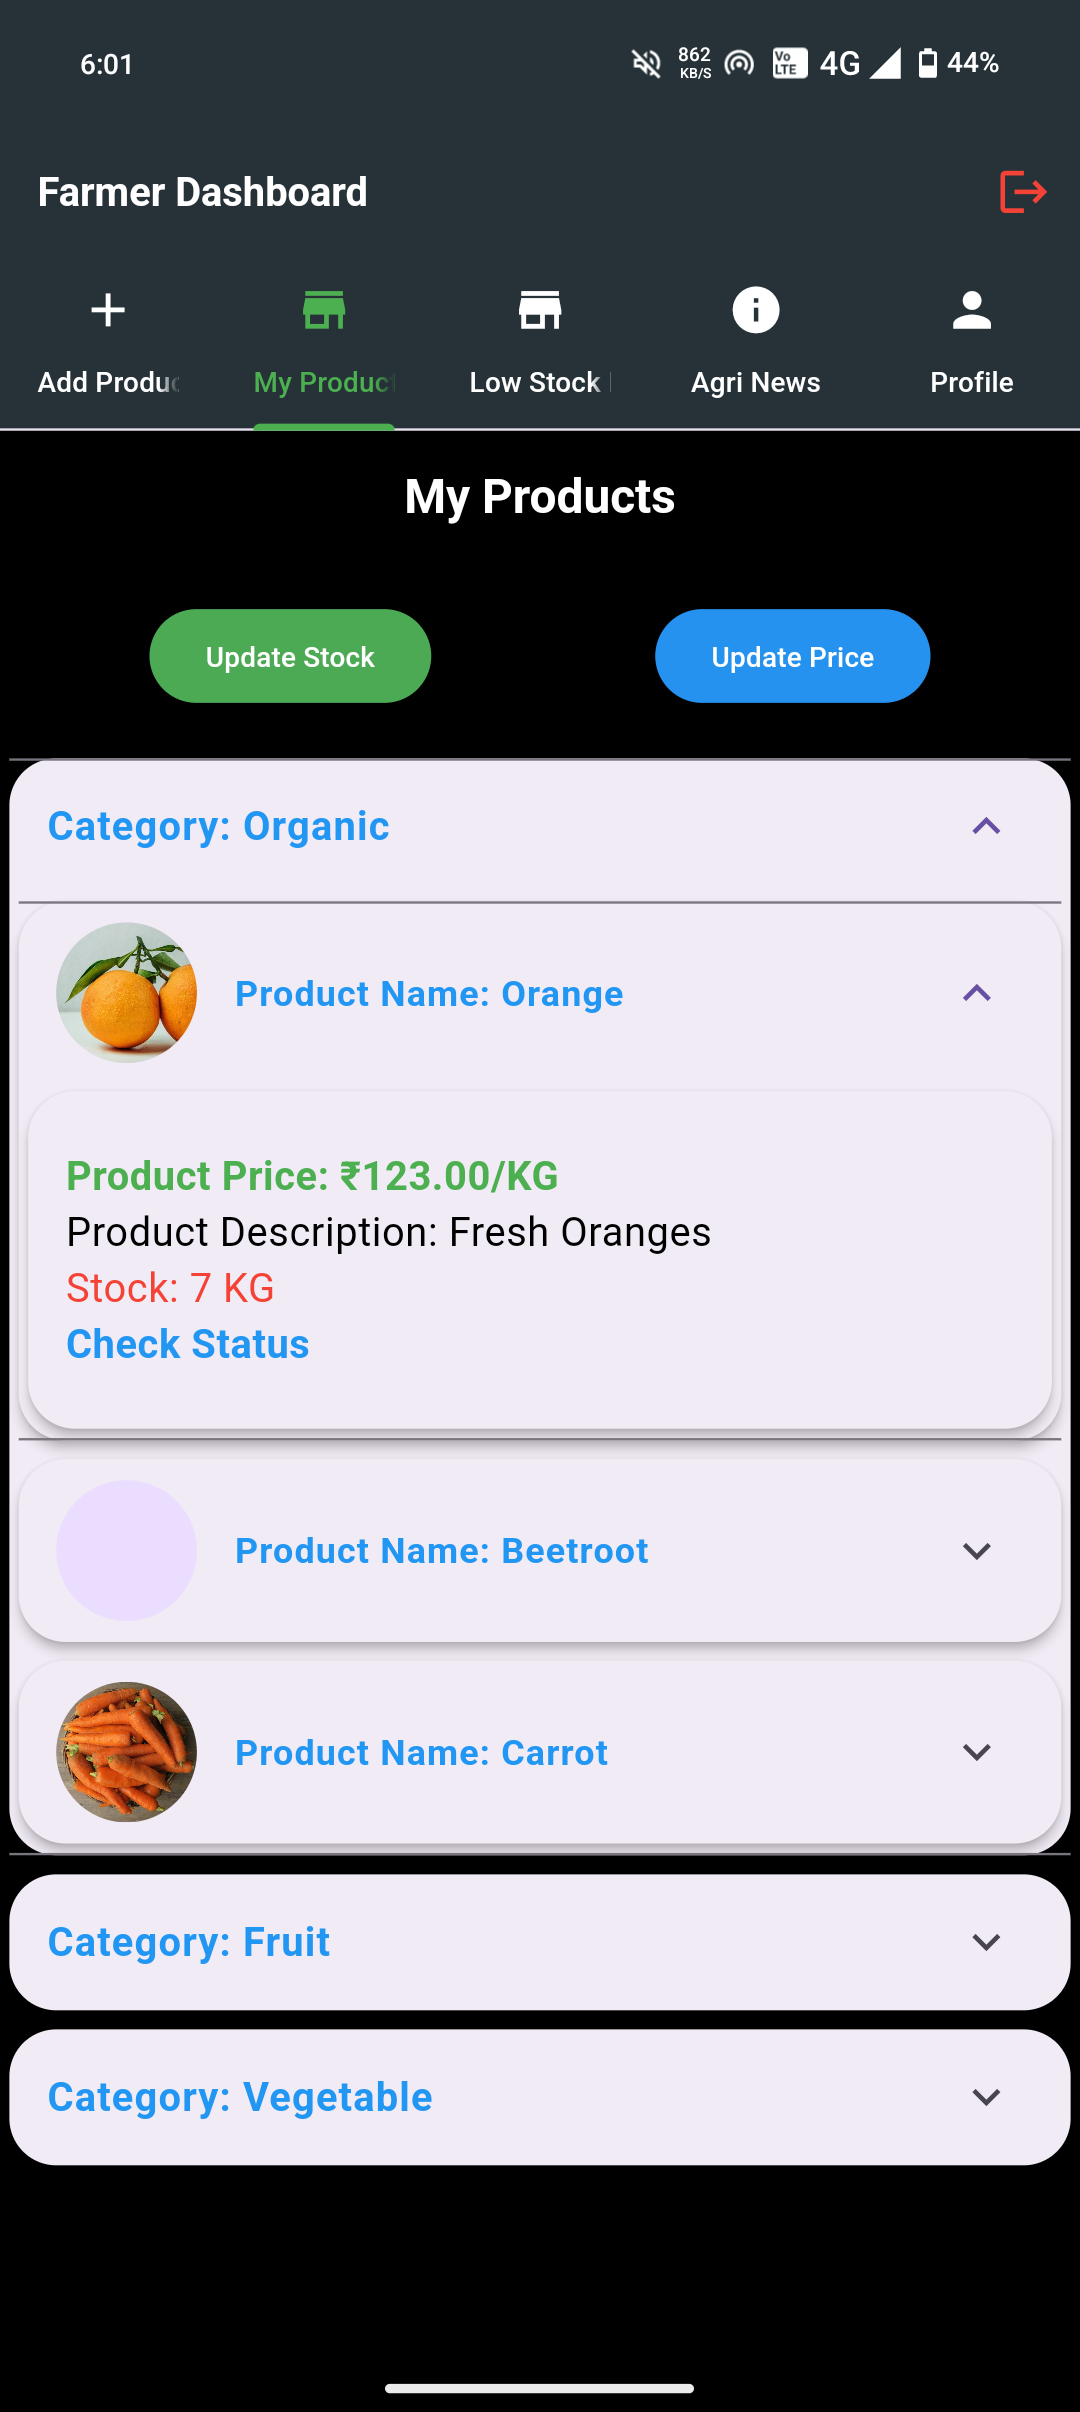 6:01
862
KB/S
Vo
LTE
4G
44%
Farmer Dashboard
Add Produc
My Product
Low Stock
Agri News
Profile
My Products
Update Stock
Update Price
Category: Organic
Product Name: Orange
Product Price: ₹123.00/KG
Product Description: Fresh Oranges
Stock: 7 KG
Check Status
Product Name: Beetroot
Product Name: Carrot
Category: Fruit
Category: Vegetable